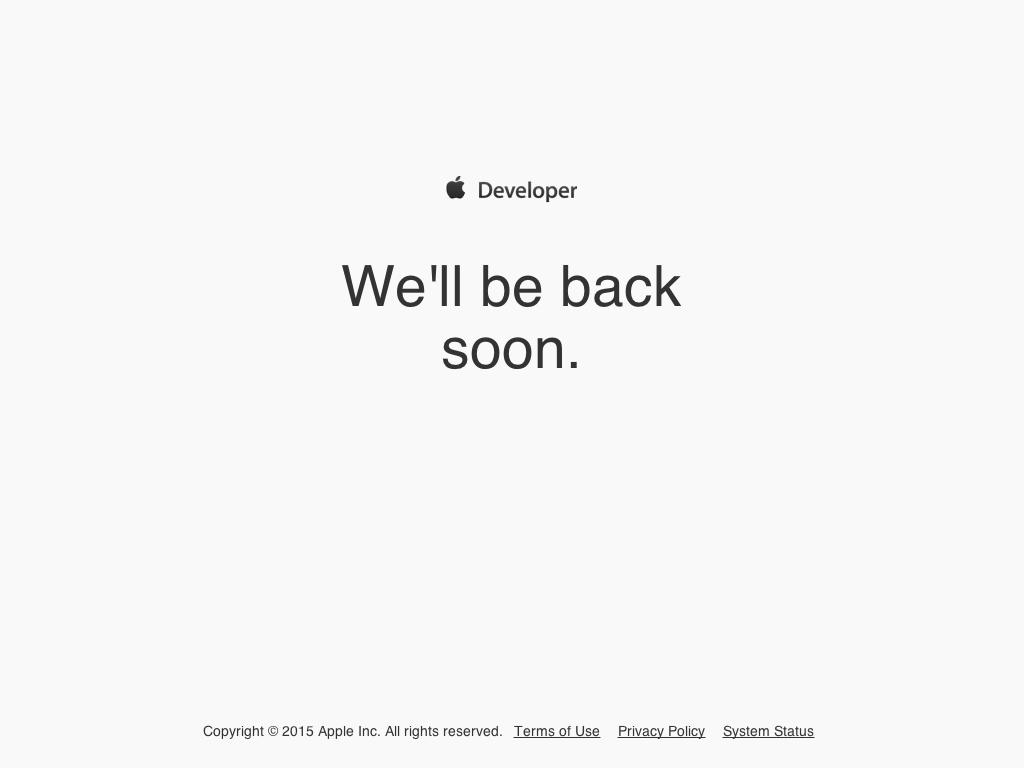 Developer
We'll be back
soon.
Copyright © 2015 Apple Inc. All rights reserved. Terms of Use Privacy Policy System Status